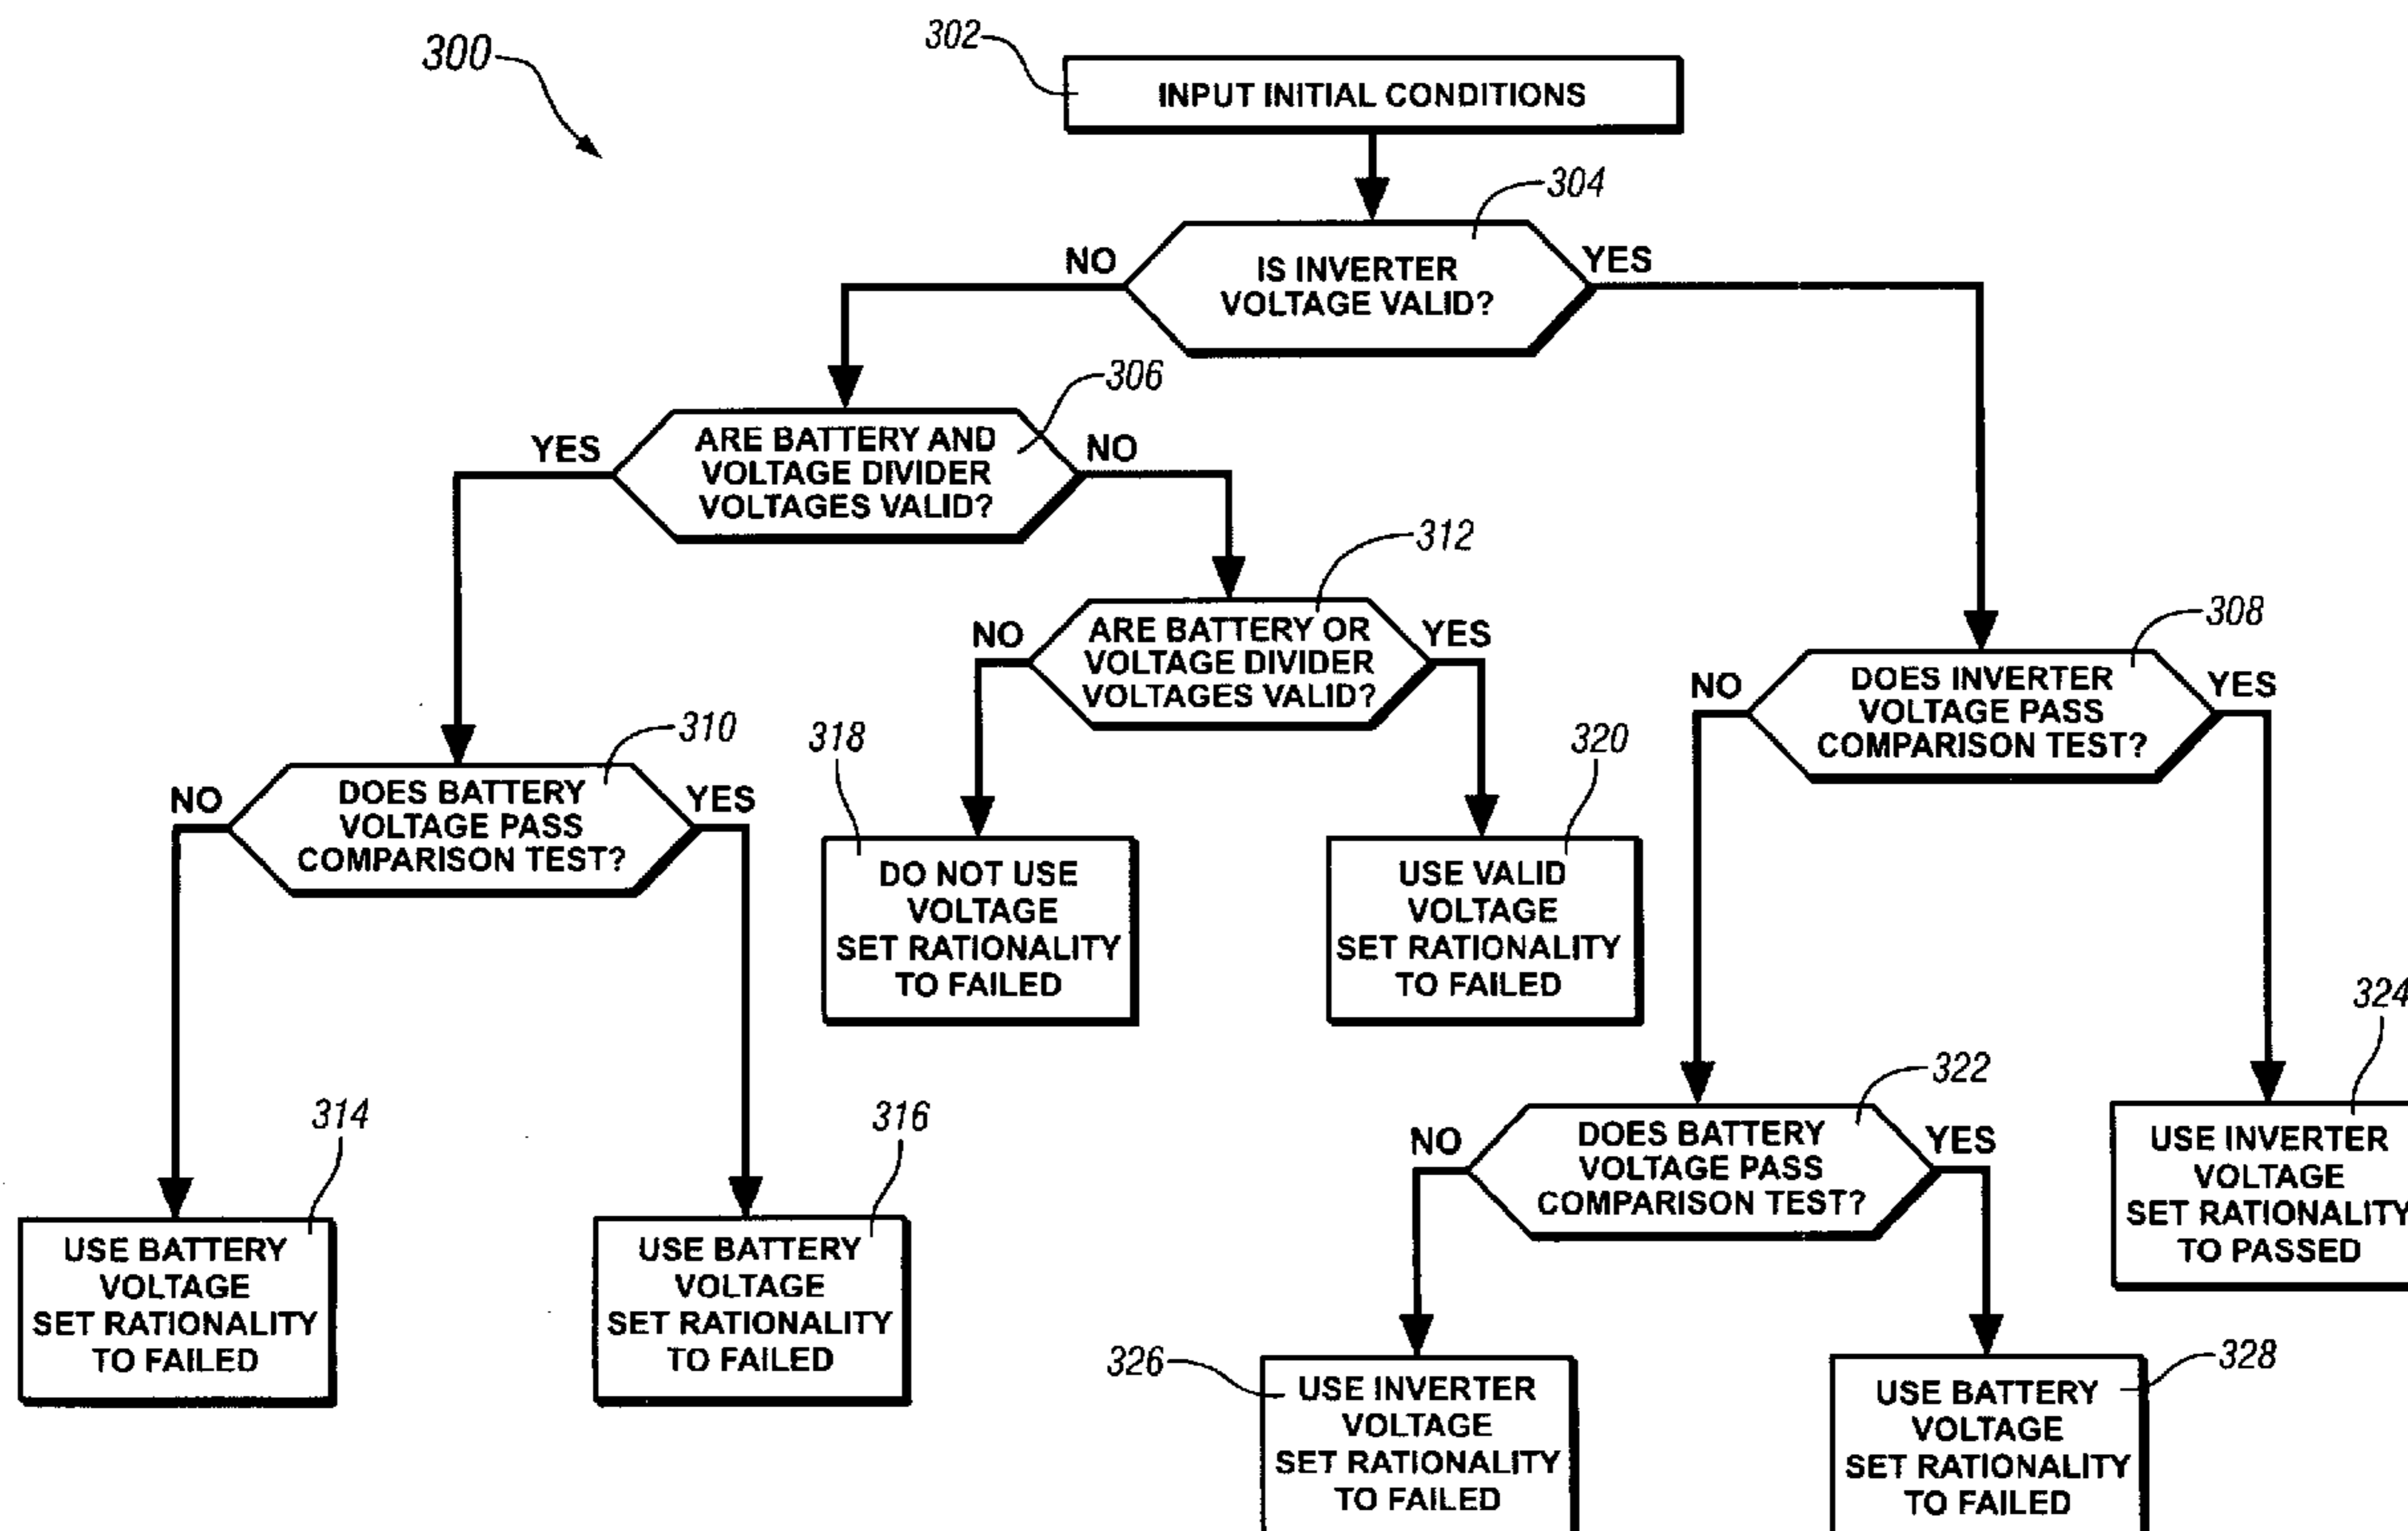 300
302
INPUT INITIAL CONDITIONS
304
NO
IS INVERTER
VOLTAGE VALID?
YES
306
YES
ARE BATTERY AND
VOLTAGE DIVIDER
VOLTAGES VALID?
NO
312
NO
ARE BATTERY OR
VOLTAGE DIVIDER
VOLTAGES VALID?
YES
308
NO
DOES INVERTER
VOLTAGE PASS
COMPARISON TEST?
YES
310
NO
DOES BATTERY
VOLTAGE PASS
COMPARISON TEST?
YES
318
DO NOT USE
VOLTAGE
SET RATIONALITY
TO FAILED
320
USE VALID
VOLTAGE
SET RATIONALITY
TO FAILED
322
NO
DOES BATTERY
VOLTAGE PASS
COMPARISON TEST?
YES
324
USE INVERTER
VOLTAGE
SET RATIONALITY
TO PASSED
314
USE BATTERY
VOLTAGE
SET RATIONALITY
TO FAILED
316
USE BATTERY
VOLTAGE
SET RATIONALITY
TO FAILED
326
USE INVERTER
VOLTAGE
SET RATIONALITY
TO FAILED
328
USE BATTERY
VOLTAGE
SET RATIONALITY
TO FAILED